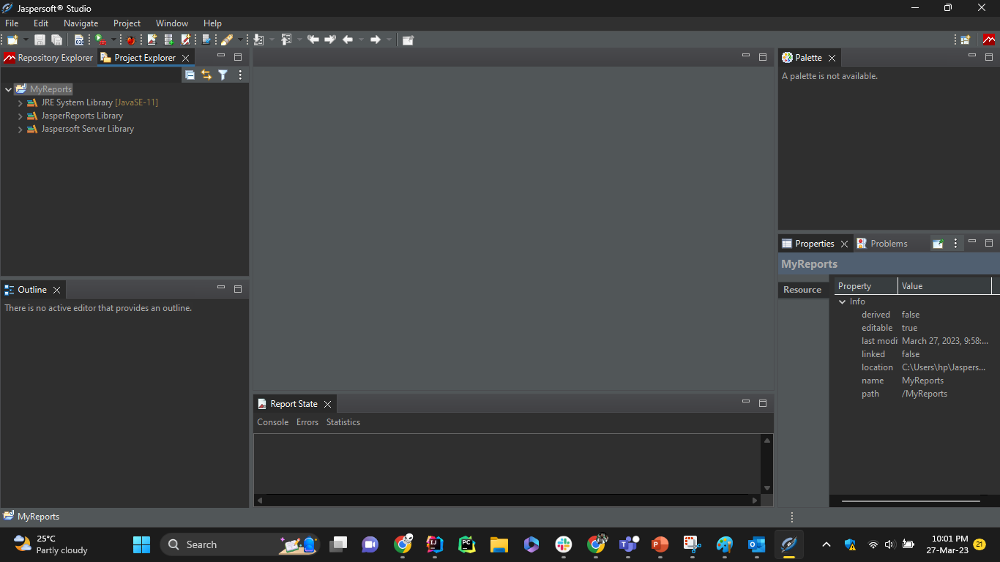 Jaspersoft® Studio
File Edit Navigate Project Window Help
Repository Explorer Project Explorer
MyReports
JRE System Library [JavaSE-11]
JasperReports Library
Jaspersoft Server Library
Outline
There is no active editor that provides an outline.
Report State
Console Errors Statistics
Palette
A palette is not available.
Properties Problems
MyReports
Resource
Property Value
Info
derived false
editable true
last modi March 27, 2023, 9:58:...
linked false
location C:\Users\hp\Jaspers...
name MyReports
path /MyReports
MyReports
25°C
Partly cloudy
Search
10:01 PM
27-Mar-23
21